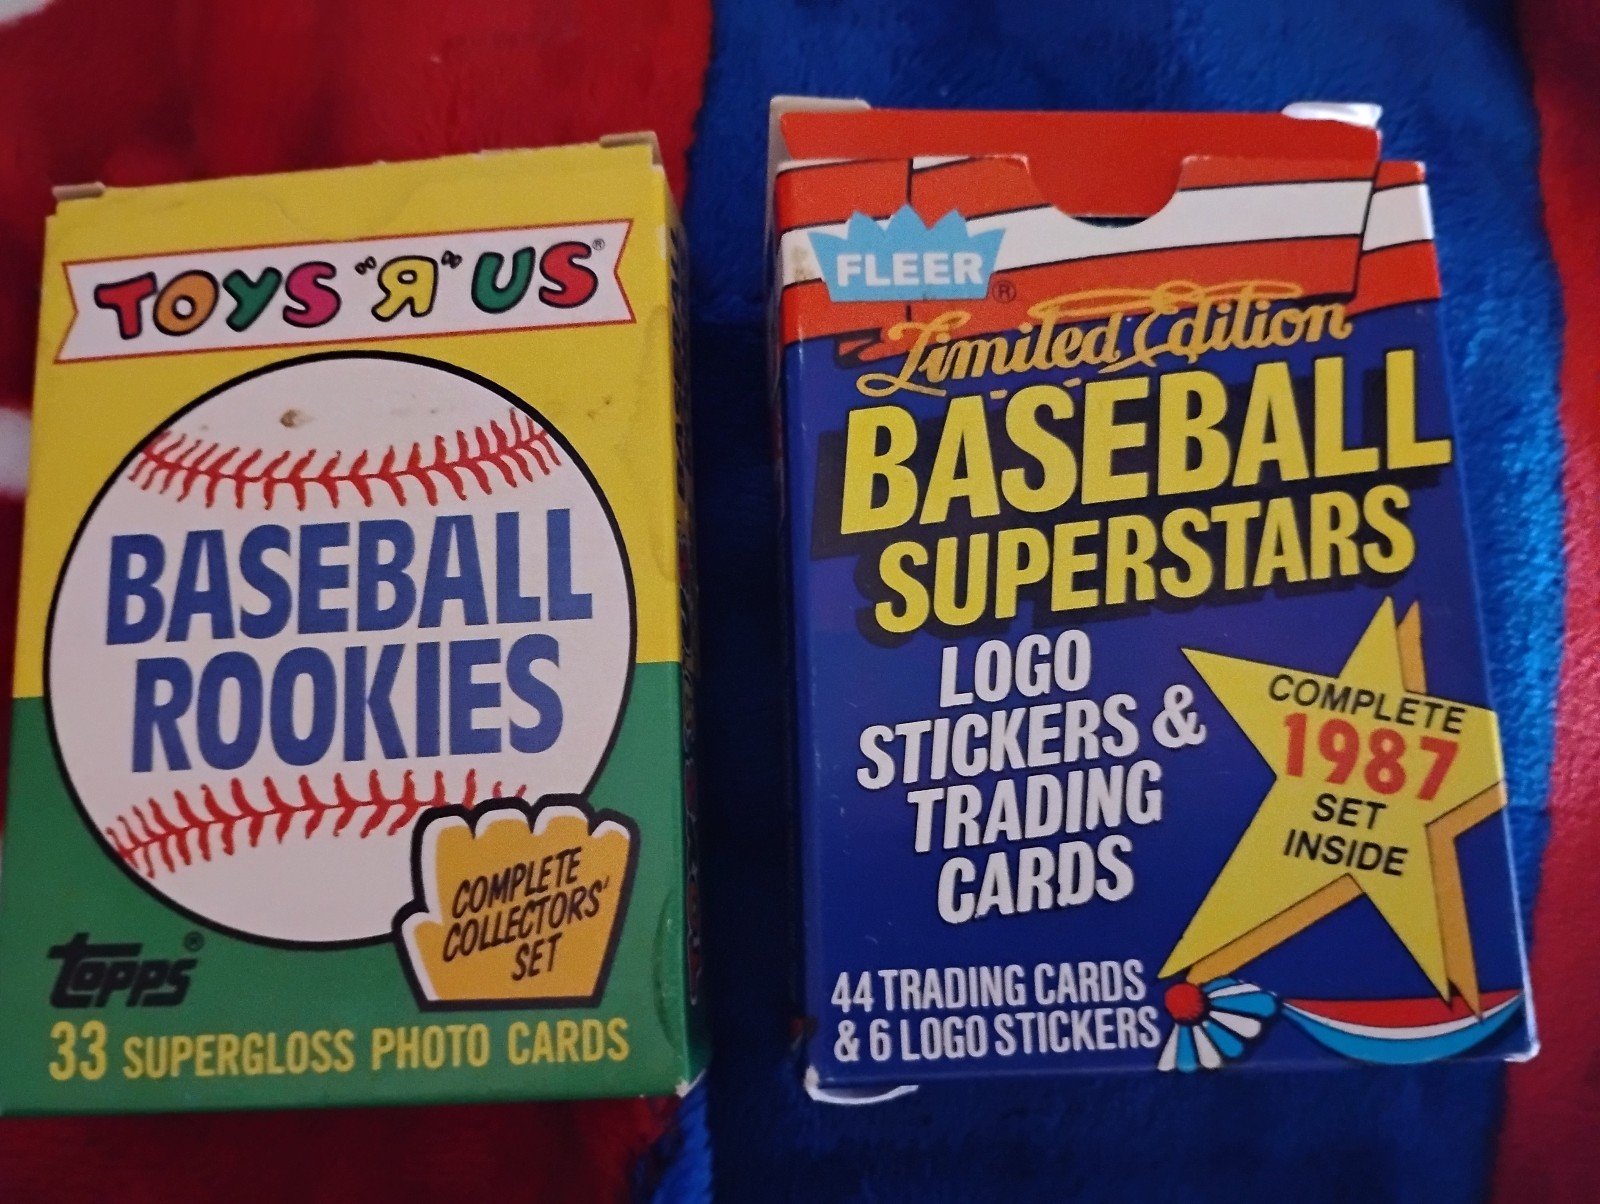 TOYS "Я" US®
BASEBALL
ROOKIES
COMPLETE
COLLECTORS'
SET
topps®
33 SUPERGLOSS PHOTO CARDS
FLEER®
Limited Edition
BASEBALL
SUPERSTARS
LOGO
STICKERS &
TRADING
CARDS
COMPLETE
1987
SET
INSIDE
44 TRADING CARDS
& 6 LOGO STICKERS